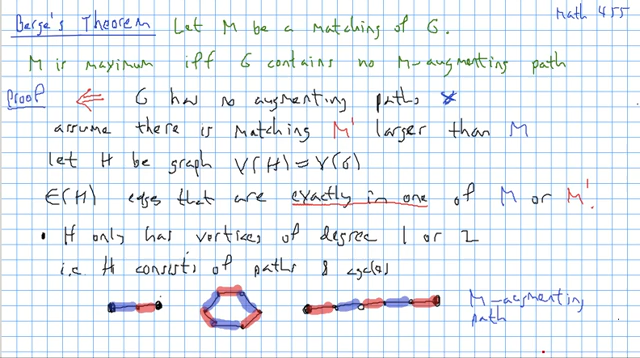 Berge's Theorem Let M be a matching of G. Math 455
M is maximum iff G contains no M-augmenting path
Proof ⇐ G has no augmenting paths *
assume there is matching M' larger than M
let H be graph V(H) = V(G)
E(H) edges that are exactly in one of M or M'.
• H only has vertices of degree 1 or 2
i.e. H consists of paths & cycles
M-augmenting
path